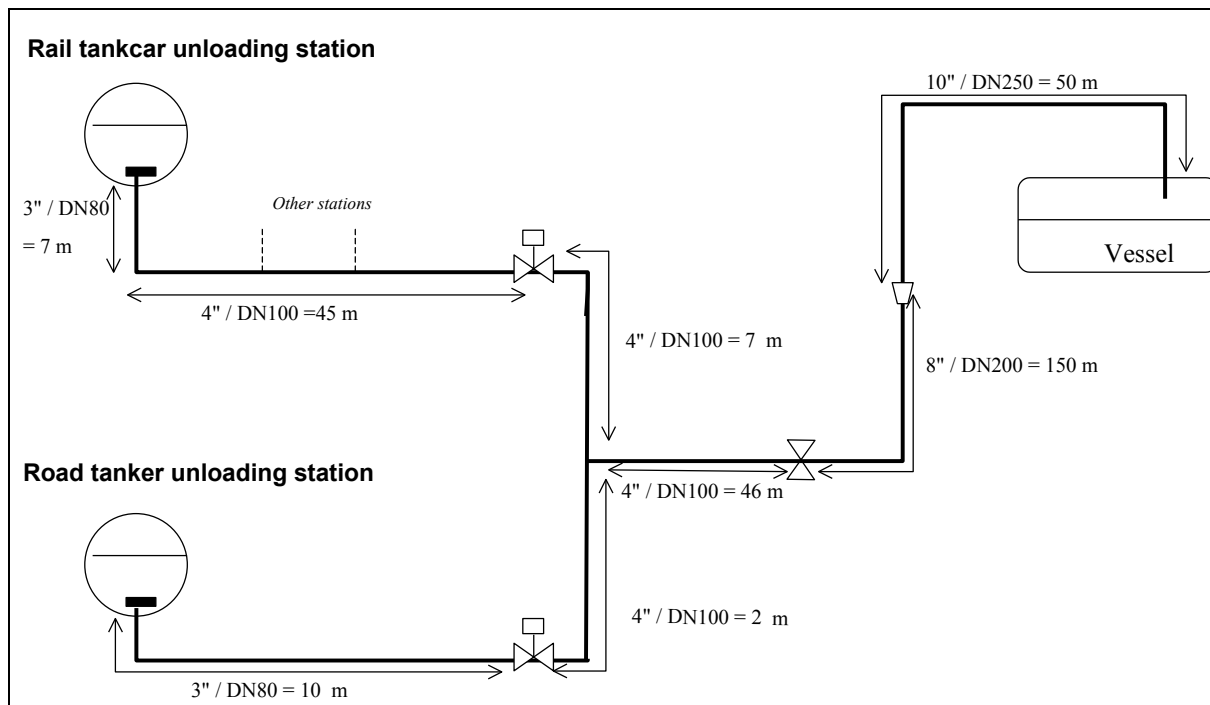 Rail tankcar unloading station
10" / DN250 = 50 m
3" / DN80
= 7 m
Other stations
Vessel
4" / DN100 =45 m
4" / DN100 = 7 m
8" / DN200 = 150 m
Road tanker unloading station
4" / DN100 = 46 m
4" / DN100 = 2 m
3" / DN80 = 10 m